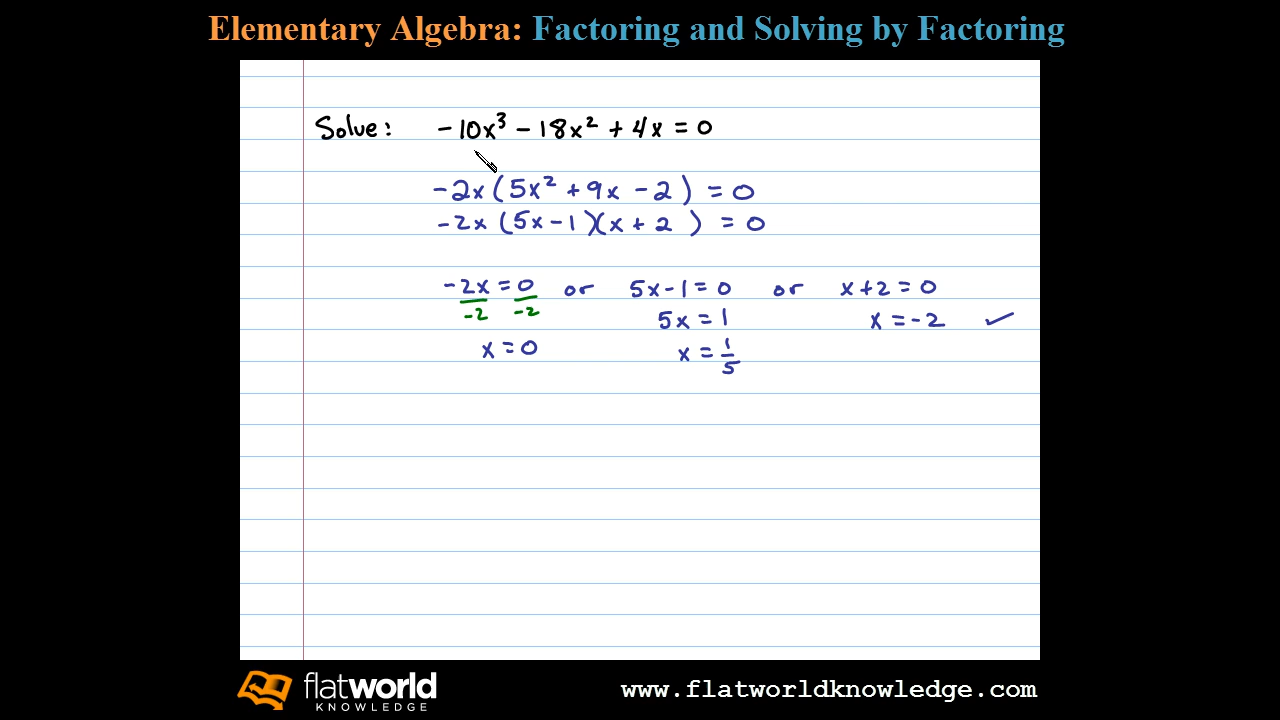 Elementary Algebra: Factoring and Solving by Factoring
Solve: -10x³ - 18x² + 4x = 0
-2x(5x² + 9x - 2) = 0
-2x(5x - 1)(x + 2) = 0
-2x = 0 or 5x - 1 = 0 or x + 2 = 0
-2 -2 5x = 1 x = -2 ✓
x = 0 x = 1/5
flatworld
KNOWLEDGE
www.flatworldknowledge.com